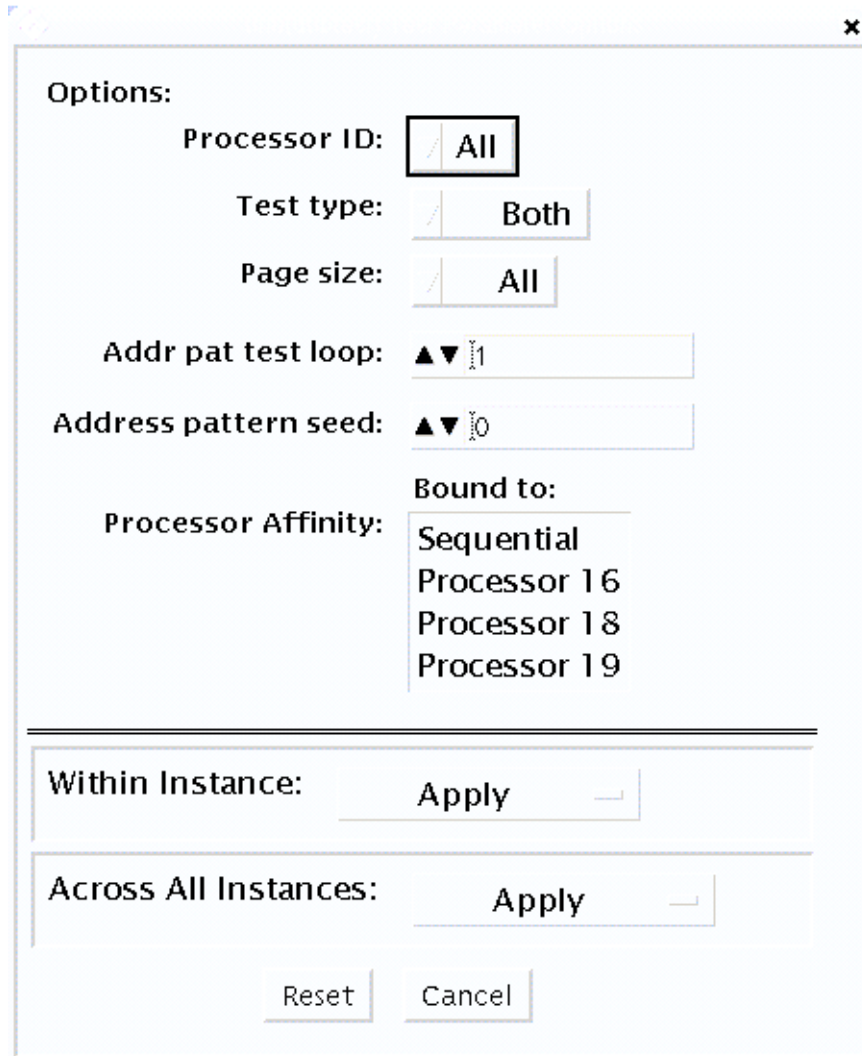 Options:
Processor ID: All
Test type: Both
Page size: All
Addr pat test loop: 1
Address pattern seed: 0
Bound to:
Processor Affinity:
Sequential
Processor 16
Processor 18
Processor 19
Within Instance: Apply
Across All Instances: Apply
Reset Cancel